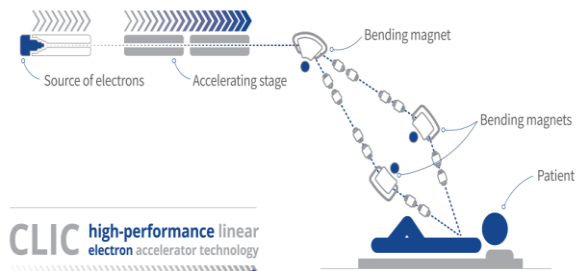 Bending magnet
Source of electrons
Accelerating stage
Bending magnets
Patient
CLIC high-performance linear
electron accelerator technology